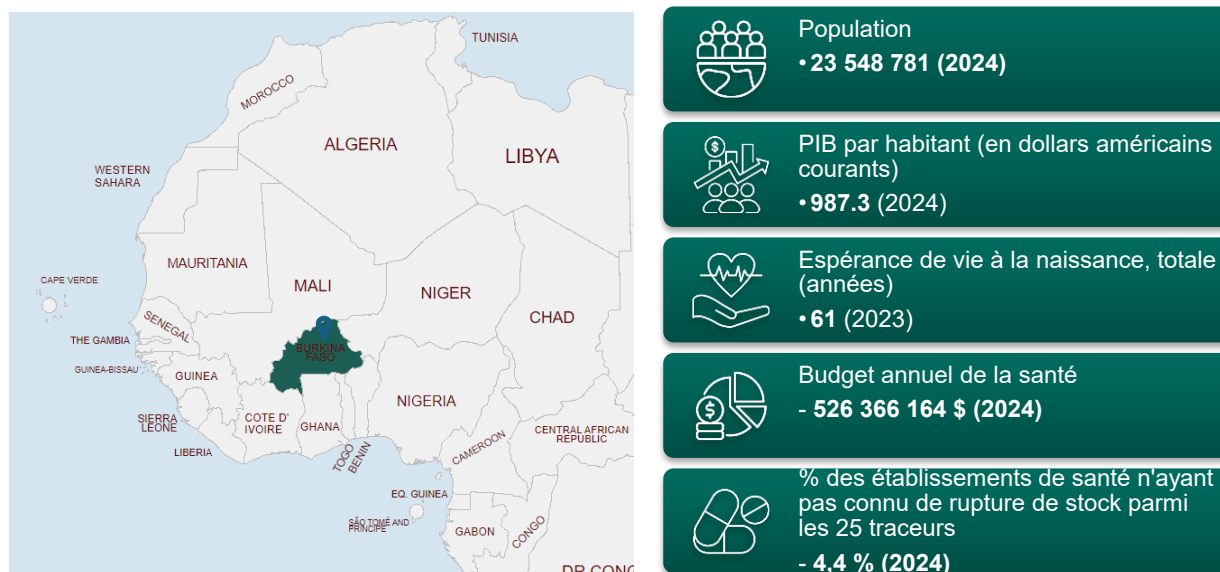 TUNISIA
MOROCCO
ALGERIA
LIBYA
WESTERN
SAHARA
MAURITANIA
CAPE VERDE
MALI
NIGER
CHAD
SENEGAL
THE GAMBIA
BURKINA
FASO
GUINEA-BISSAU
GUINEA
NIGERIA
SIERRA
LEONE
COTE D'
IVOIRE
GHANA
CENTRAL AFRICAN
REPUBLIC
LIBERIA
TOGO
BENIN
CAMEROON
EQ. GUINEA
SÃO TOMÉ AND
PRINCIPE
GABON
CONGO
DR CONG
Population
• 23 548 781 (2024)
PIB par habitant (en dollars américains
courants)
• 987.3 (2024)
Espérance de vie à la naissance, totale
(années)
• 61 (2023)
Budget annuel de la santé
- 526 366 164 $ (2024)
% des établissements de santé n'ayant
pas connu de rupture de stock parmi
les 25 traceurs
- 4,4 % (2024)